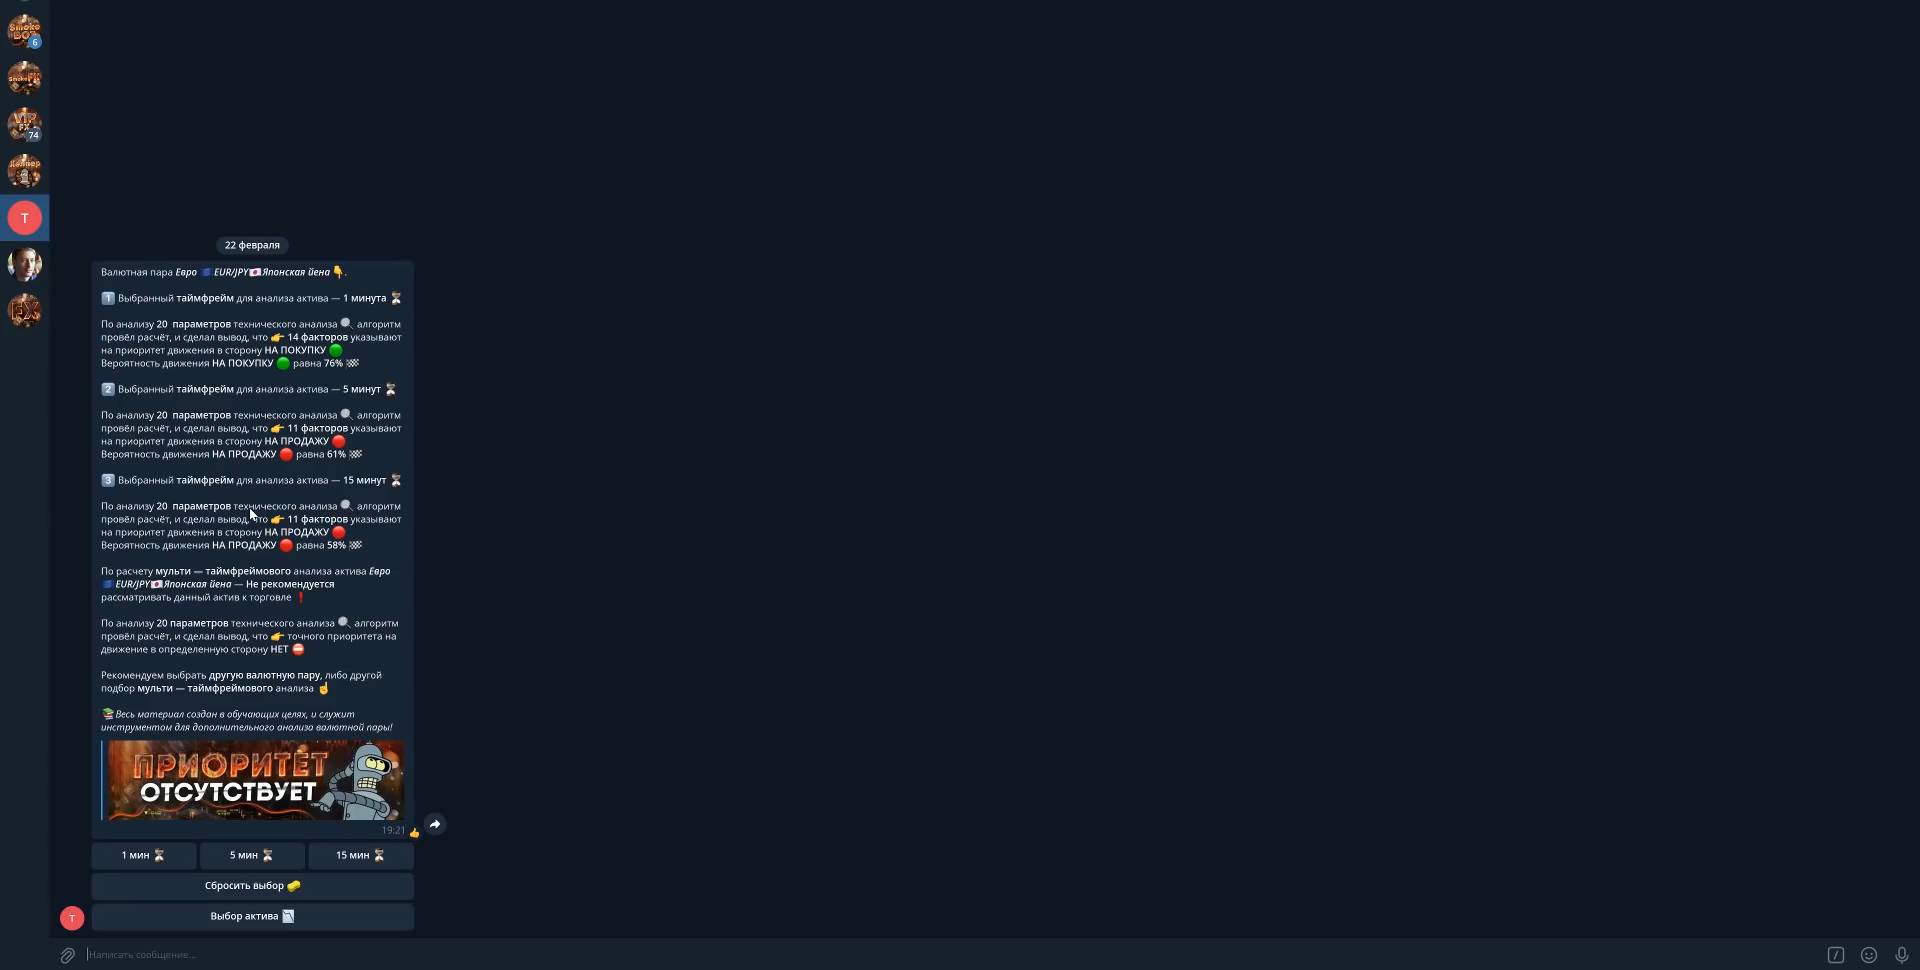 Smoke
BOT
6
SmokeFX
VIP
FX
74
Хелпер
T
FX
22 февраля
Валютная пара Евро EUR/JPY Японская йена .
1 Выбранный таймфрейм для анализа актива — 1 минута
По анализу 20 параметров технического анализа алгоритм
провёл расчёт, и сделал вывод, что 14 факторов указывают
на приоритет движения в сторону НА ПОКУПКУ
Вероятность движения НА ПОКУПКУ равна 76%
2 Выбранный таймфрейм для анализа актива — 5 минут
По анализу 20 параметров технического анализа алгоритм
провёл расчёт, и сделал вывод, что 11 факторов указывают
на приоритет движения в сторону НА ПРОДАЖУ
Вероятность движения НА ПРОДАЖУ равна 61%
3 Выбранный таймфрейм для анализа актива — 15 минут
По анализу 20 параметров технического анализа алгоритм
провёл расчёт, и сделал вывод, что 11 факторов указывают
на приоритет движения в сторону НА ПРОДАЖУ
Вероятность движения НА ПРОДАЖУ равна 58%
По расчету мульти — таймфреймового анализа актива Евро
EUR/JPY Японская йена — Не рекомендуется
рассматривать данный актив к торговле
По анализу 20 параметров технического анализа алгоритм
провёл расчёт, и сделал вывод, что точного приоритета на
движение в определенную сторону НЕТ
Рекомендуем выбрать другую валютную пару, либо другой
подбор мульти — таймфреймового анализа
Весь материал создан в обучающих целях, и служит
инструментом для дополнительного анализа валютной пары!
ПРИОРИТЕТ
ОТСУТСТВУЕТ
19:21
1 мин
5 мин
15 мин
Сбросить выбор
Выбор актива
T
Написать сообщение...